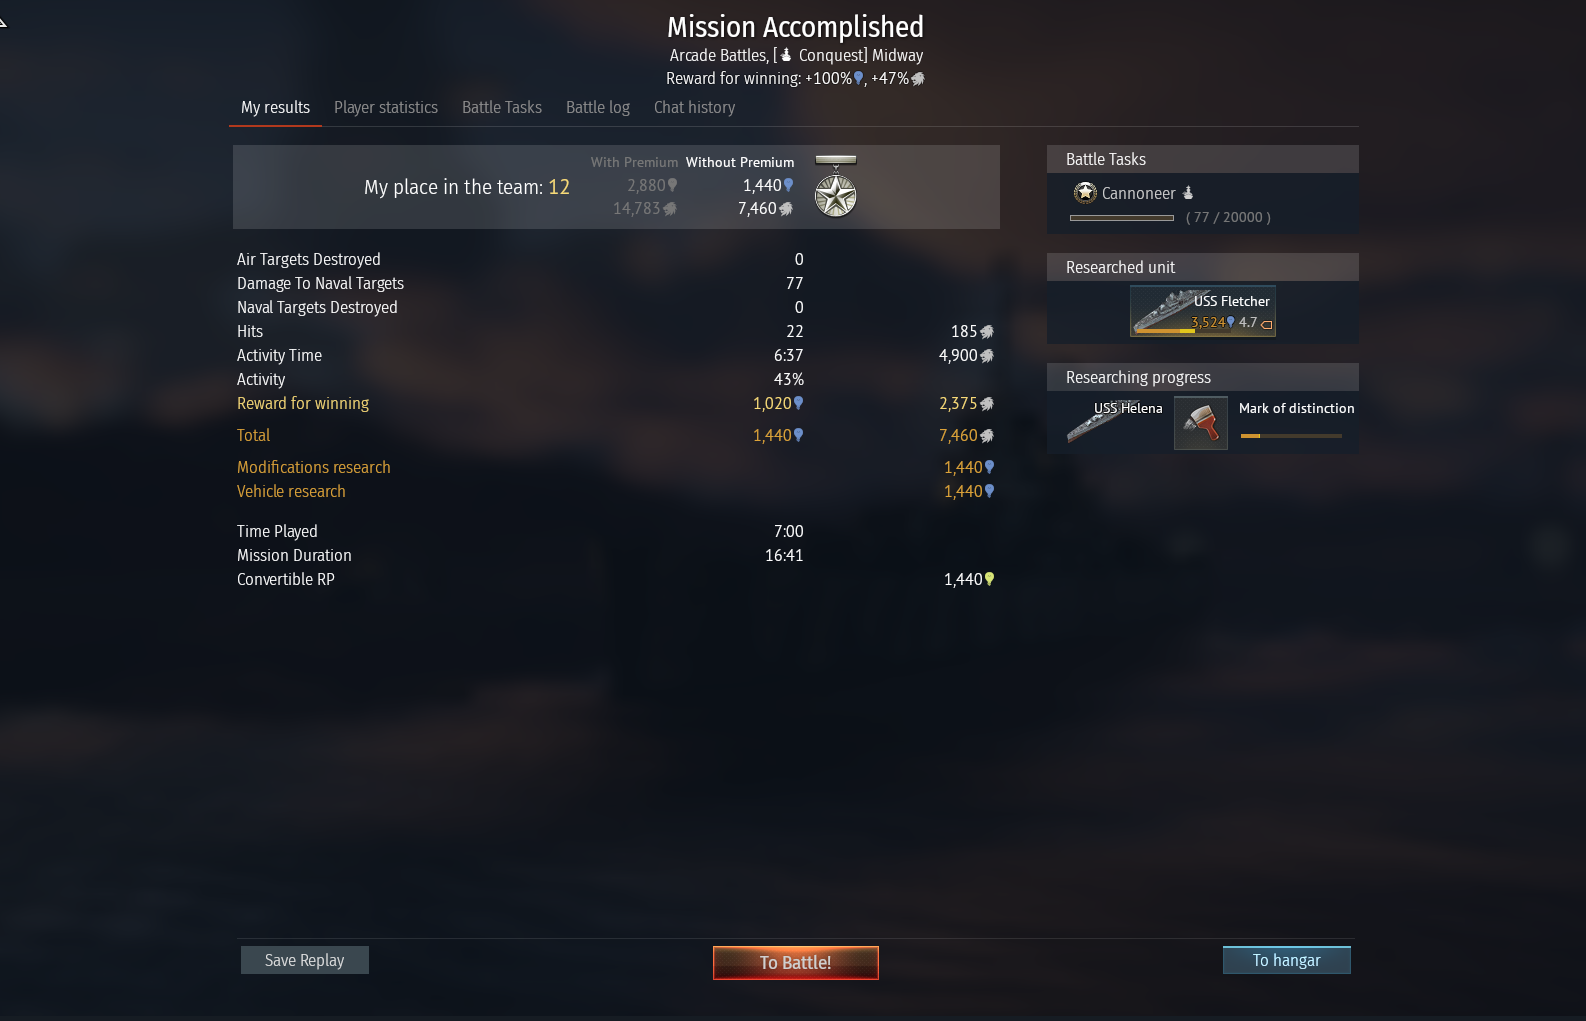 Mission Accomplished
Arcade Battles, [ Conquest] Midway
Reward for winning: +100%, +47%
My results Player statistics Battle Tasks Battle log Chat history
With Premium Without Premium
My place in the team: 12
2,880 1,440
14,783 7,460
Air Targets Destroyed 0
Damage To Naval Targets 77
Naval Targets Destroyed 0
Hits 22 185
Activity Time 6:37 4,900
Activity 43%
Reward for winning 1,020 2,375
Total 1,440 7,460
Modifications research 1,440
Vehicle research 1,440
Time Played 7:00
Mission Duration 16:41
Convertible RP 1,440
Battle Tasks
Cannoneer
( 77 / 20000 )
Researched unit
USS Fletcher
3,524 4.7
Researching progress
USS Helena Mark of distinction
Save Replay To Battle! To hangar